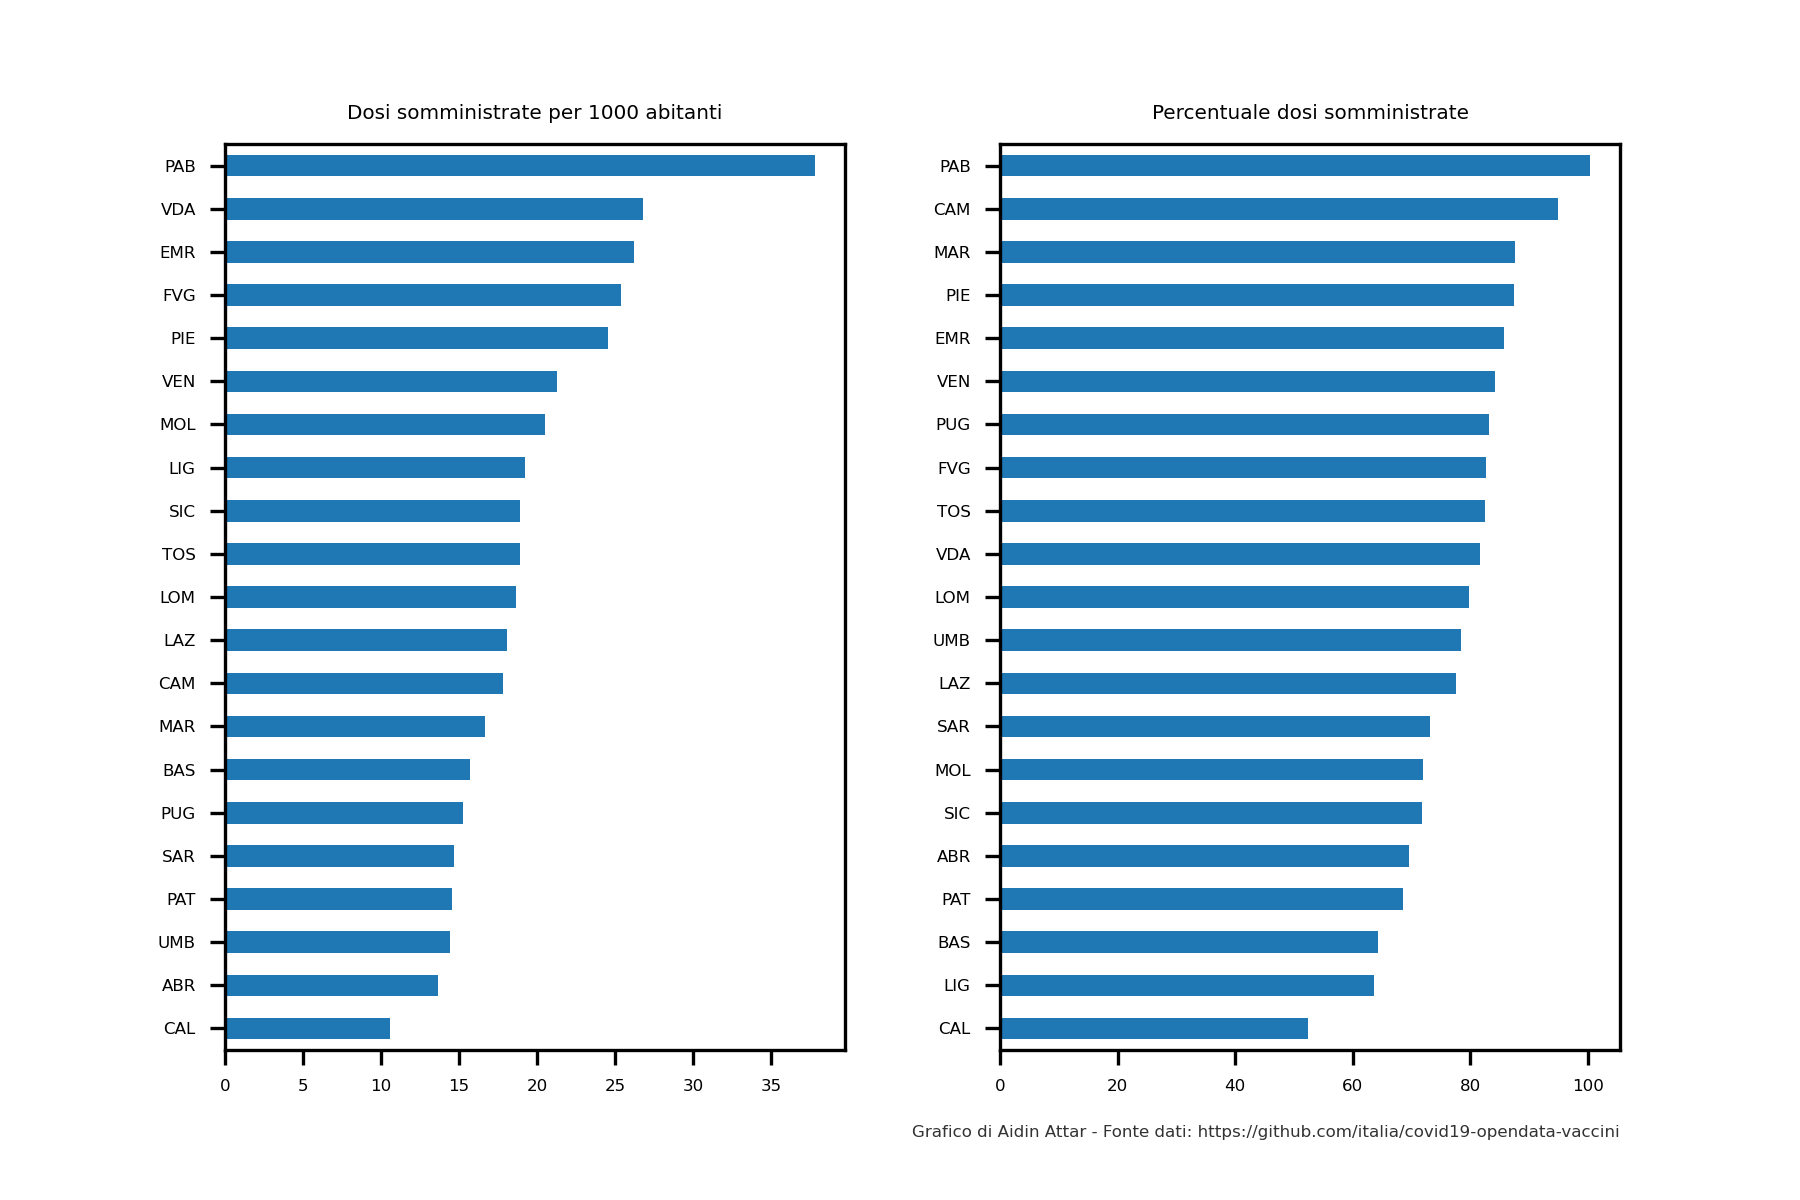 Dosi somministrate per 1000 abitanti
PAB
VDA
EMR
FVG
PIE
VEN
MOL
LIG
SIC
TOS
LOM
LAZ
CAM
MAR
BAS
PUG
SAR
PAT
UMB
ABR
CAL
0 5 10 15 20 25 30 35
Percentuale dosi somministrate
PAB
CAM
MAR
PIE
EMR
VEN
PUG
FVG
TOS
VDA
LOM
UMB
LAZ
SAR
MOL
SIC
ABR
PAT
BAS
LIG
CAL
0 20 40 60 80 100
Grafico di Aidin Attar - Fonte dati: https://github.com/italia/covid19-opendata-vaccini